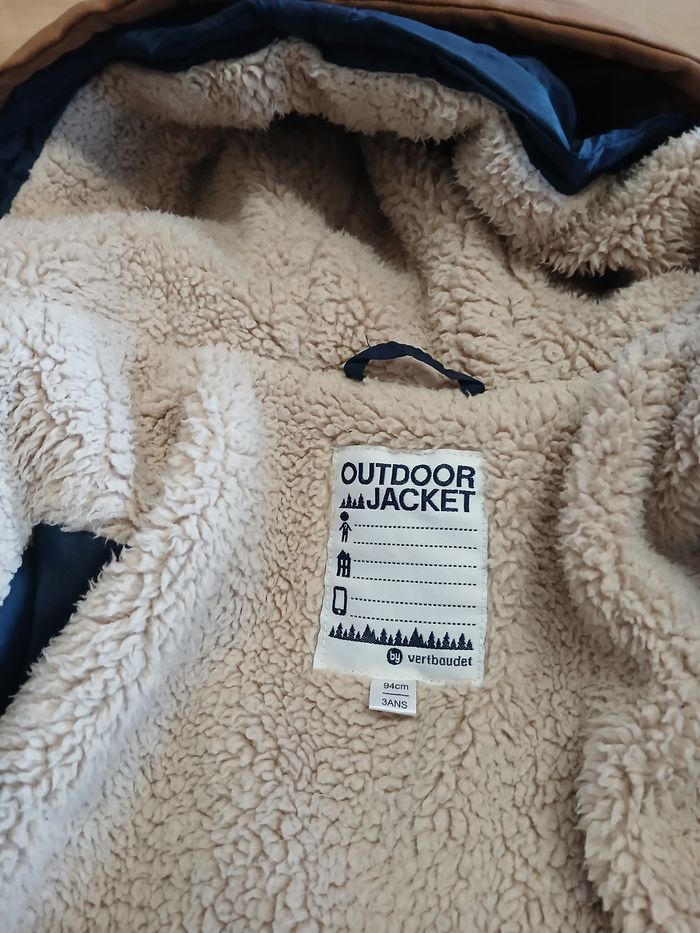 OUTDOOR
JACKET
by vertbaudet
94cm
3ANS